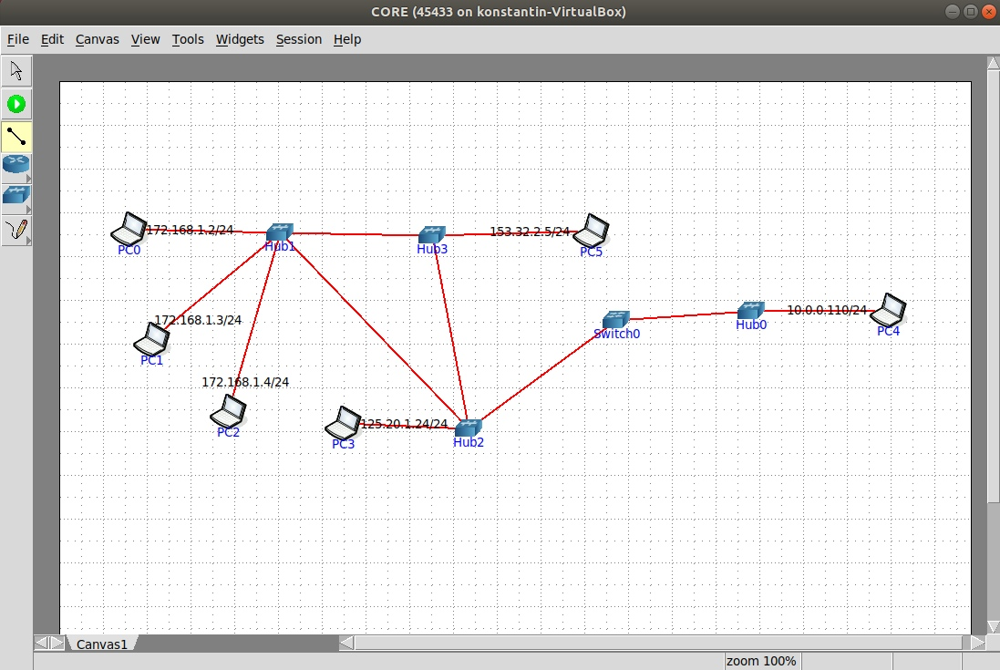 CORE (45433 on konstantin-VirtualBox)
File Edit Canvas View Tools Widgets Session Help
172.168.1.2/24
PC0
Hub1
Hub3
153.32.2.5/24
PC5
172.168.1.3/24
PC1
Switch0
Hub0
10.0.0.110/24
PC4
172.168.1.4/24
PC2
PC3
125.20.1.24/24
Hub2
Canvas1
zoom 100%